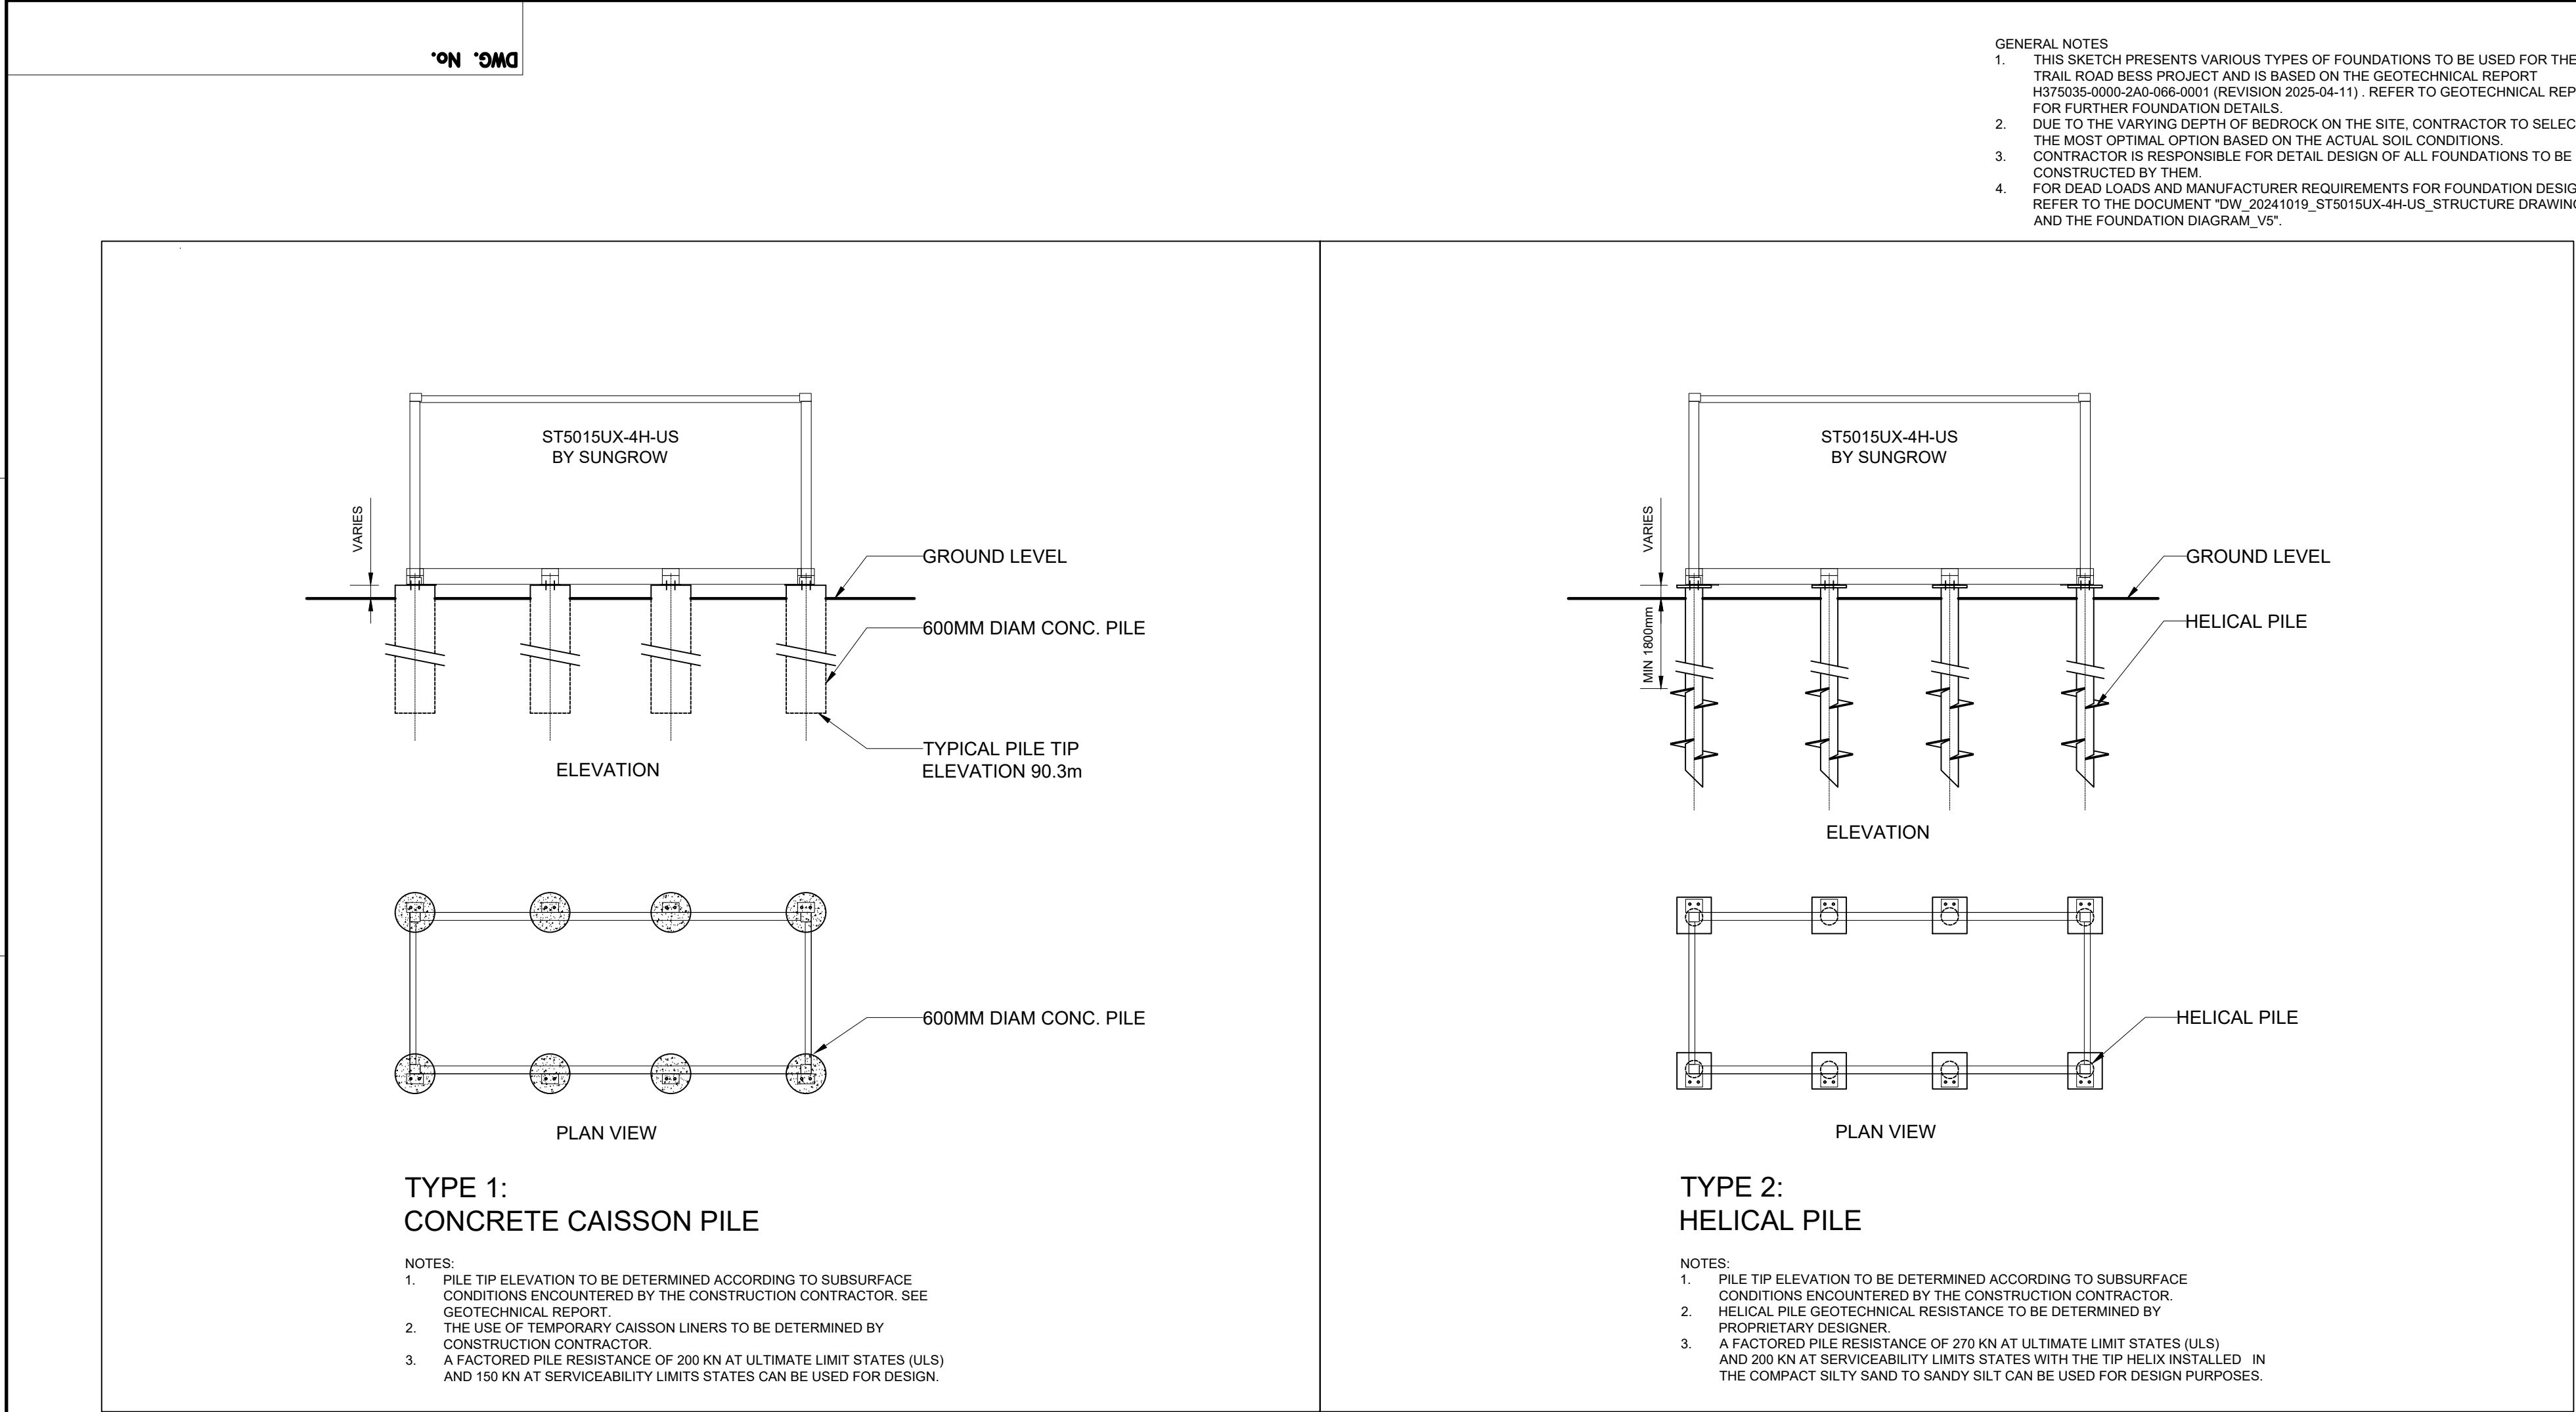 DWG. No.
GENERAL NOTES
1. THIS SKETCH PRESENTS VARIOUS TYPES OF FOUNDATIONS TO BE USED FOR THE
TRAIL ROAD BESS PROJECT AND IS BASED ON THE GEOTECHNICAL REPORT
H375035-0000-2A0-066-0001 (REVISION 2025-04-11) . REFER TO GEOTECHNICAL REP
FOR FURTHER FOUNDATION DETAILS.
2. DUE TO THE VARYING DEPTH OF BEDROCK ON THE SITE, CONTRACTOR TO SELEC
THE MOST OPTIMAL OPTION BASED ON THE ACTUAL SOIL CONDITIONS.
3. CONTRACTOR IS RESPONSIBLE FOR DETAIL DESIGN OF ALL FOUNDATIONS TO BE
CONSTRUCTED BY THEM.
4. FOR DEAD LOADS AND MANUFACTURER REQUIREMENTS FOR FOUNDATION DESIG
REFER TO THE DOCUMENT "DW_20241019_ST5015UX-4H-US_STRUCTURE DRAWING
AND THE FOUNDATION DIAGRAM_V5".
ST5015UX-4H-US
BY SUNGROW
VARIES
GROUND LEVEL
600MM DIAM CONC. PILE
TYPICAL PILE TIP
ELEVATION 90.3m
ELEVATION
600MM DIAM CONC. PILE
PLAN VIEW
TYPE 1:
CONCRETE CAISSON PILE
NOTES:
1. PILE TIP ELEVATION TO BE DETERMINED ACCORDING TO SUBSURFACE
CONDITIONS ENCOUNTERED BY THE CONSTRUCTION CONTRACTOR. SEE
GEOTECHNICAL REPORT.
2. THE USE OF TEMPORARY CAISSON LINERS TO BE DETERMINED BY
CONSTRUCTION CONTRACTOR.
3. A FACTORED PILE RESISTANCE OF 200 KN AT ULTIMATE LIMIT STATES (ULS)
AND 150 KN AT SERVICEABILITY LIMITS STATES CAN BE USED FOR DESIGN.
ST5015UX-4H-US
BY SUNGROW
VARIES
MIN 1800mm
GROUND LEVEL
HELICAL PILE
ELEVATION
HELICAL PILE
PLAN VIEW
TYPE 2:
HELICAL PILE
NOTES:
1. PILE TIP ELEVATION TO BE DETERMINED ACCORDING TO SUBSURFACE
CONDITIONS ENCOUNTERED BY THE CONSTRUCTION CONTRACTOR.
2. HELICAL PILE GEOTECHNICAL RESISTANCE TO BE DETERMINED BY
PROPRIETARY DESIGNER.
3. A FACTORED PILE RESISTANCE OF 270 KN AT ULTIMATE LIMIT STATES (ULS)
AND 200 KN AT SERVICEABILITY LIMITS STATES WITH THE TIP HELIX INSTALLED IN
THE COMPACT SILTY SAND TO SANDY SILT CAN BE USED FOR DESIGN PURPOSES.